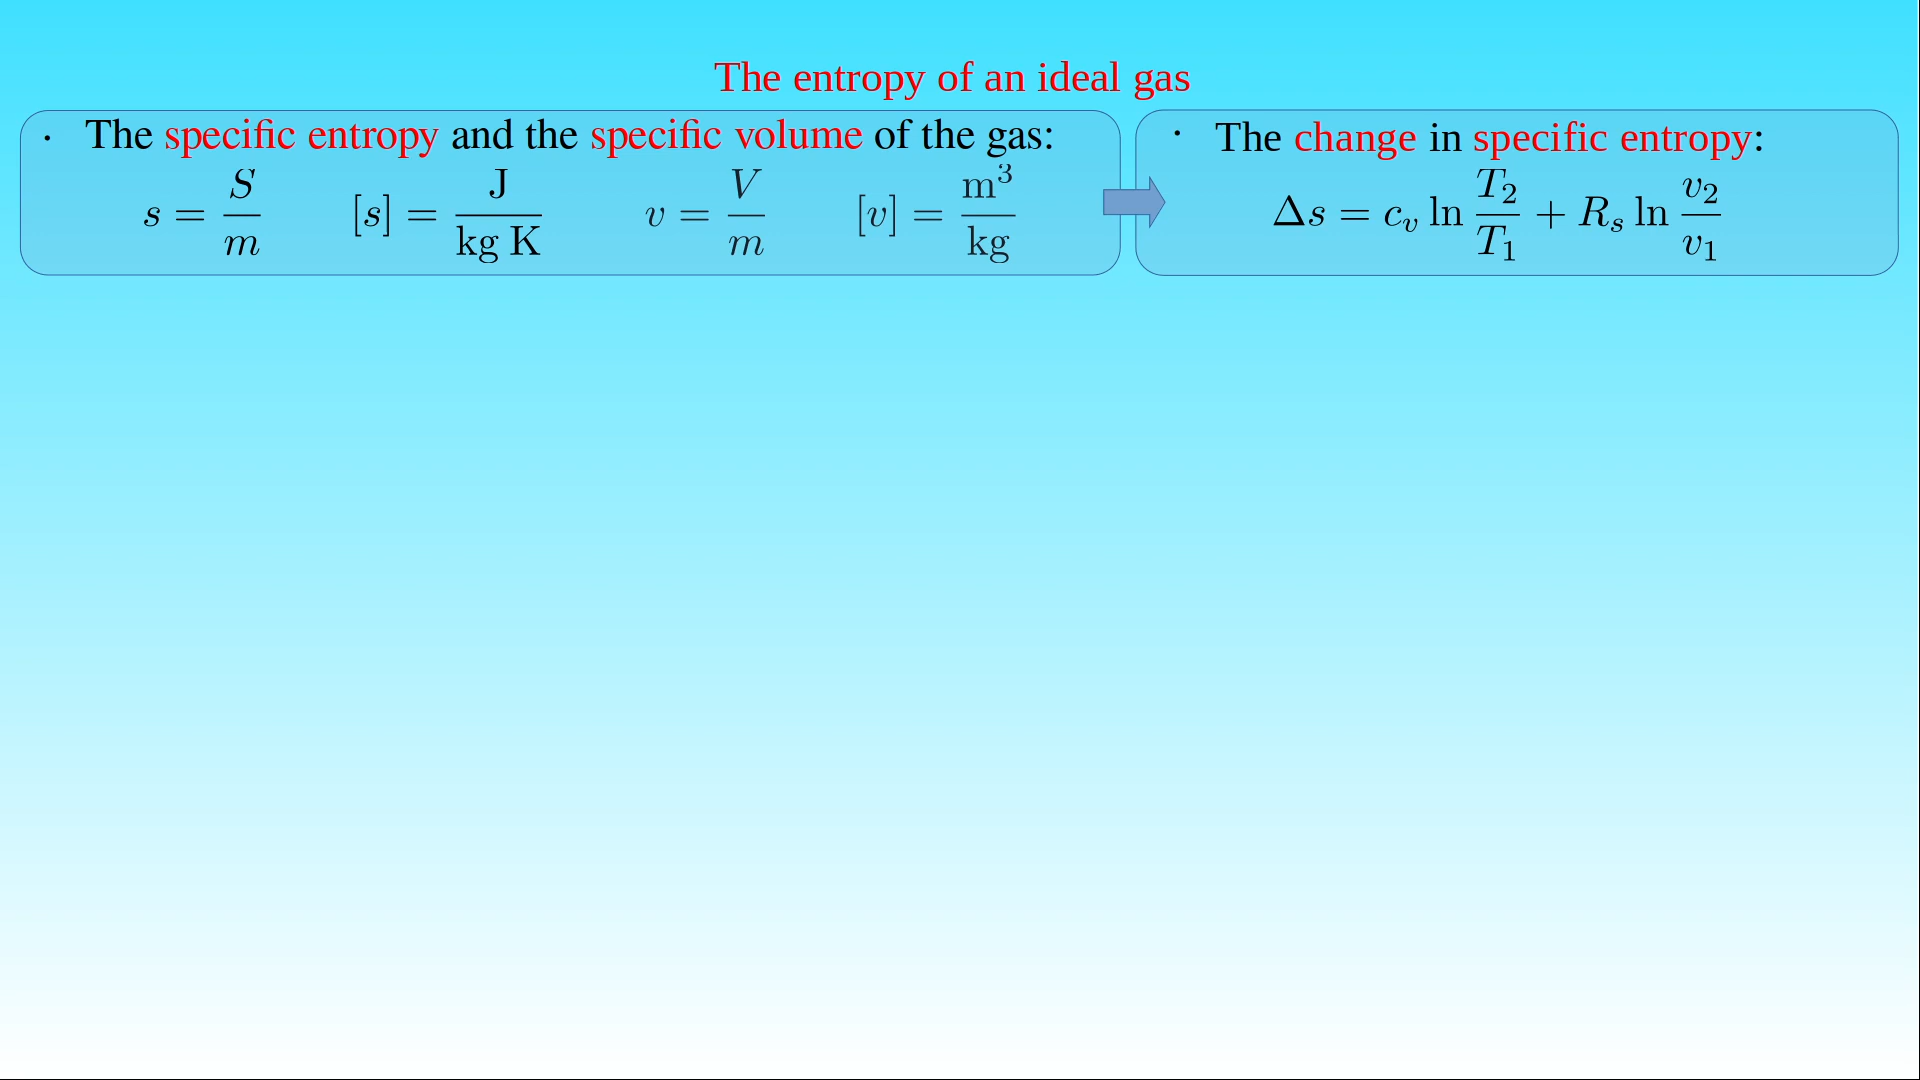 The entropy of an ideal gas
· The specific entropy and the specific volume of the gas:
s = S/m [s] = J/(kg K) v = V/m [v] = m³/kg
· The change in specific entropy:
Δs = c_v ln T₂/T₁ + R_s ln v₂/v₁